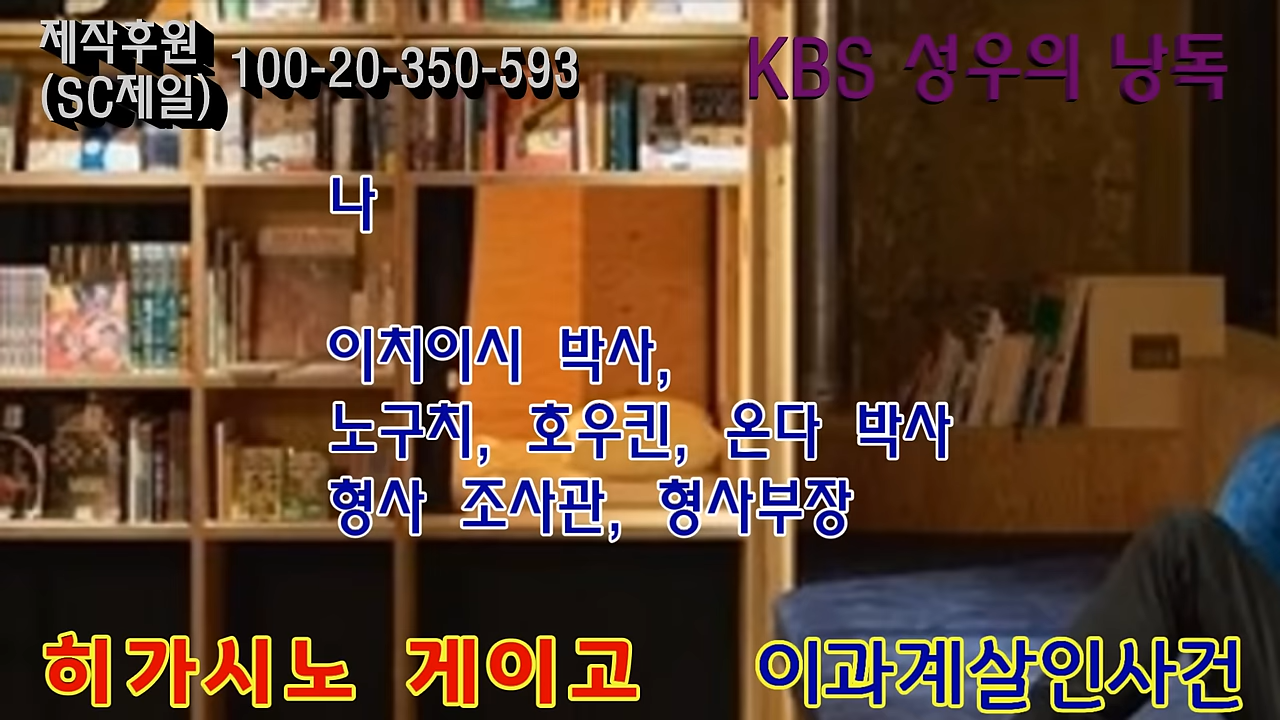 제작후원
(SC제일)
100-20-350-593
KBS 성우의 낭독
나
이치이시 박사,
노구치, 호우킨, 온다 박사
형사 조사관, 형사부장
히가시노 게이고
이과계살인사건